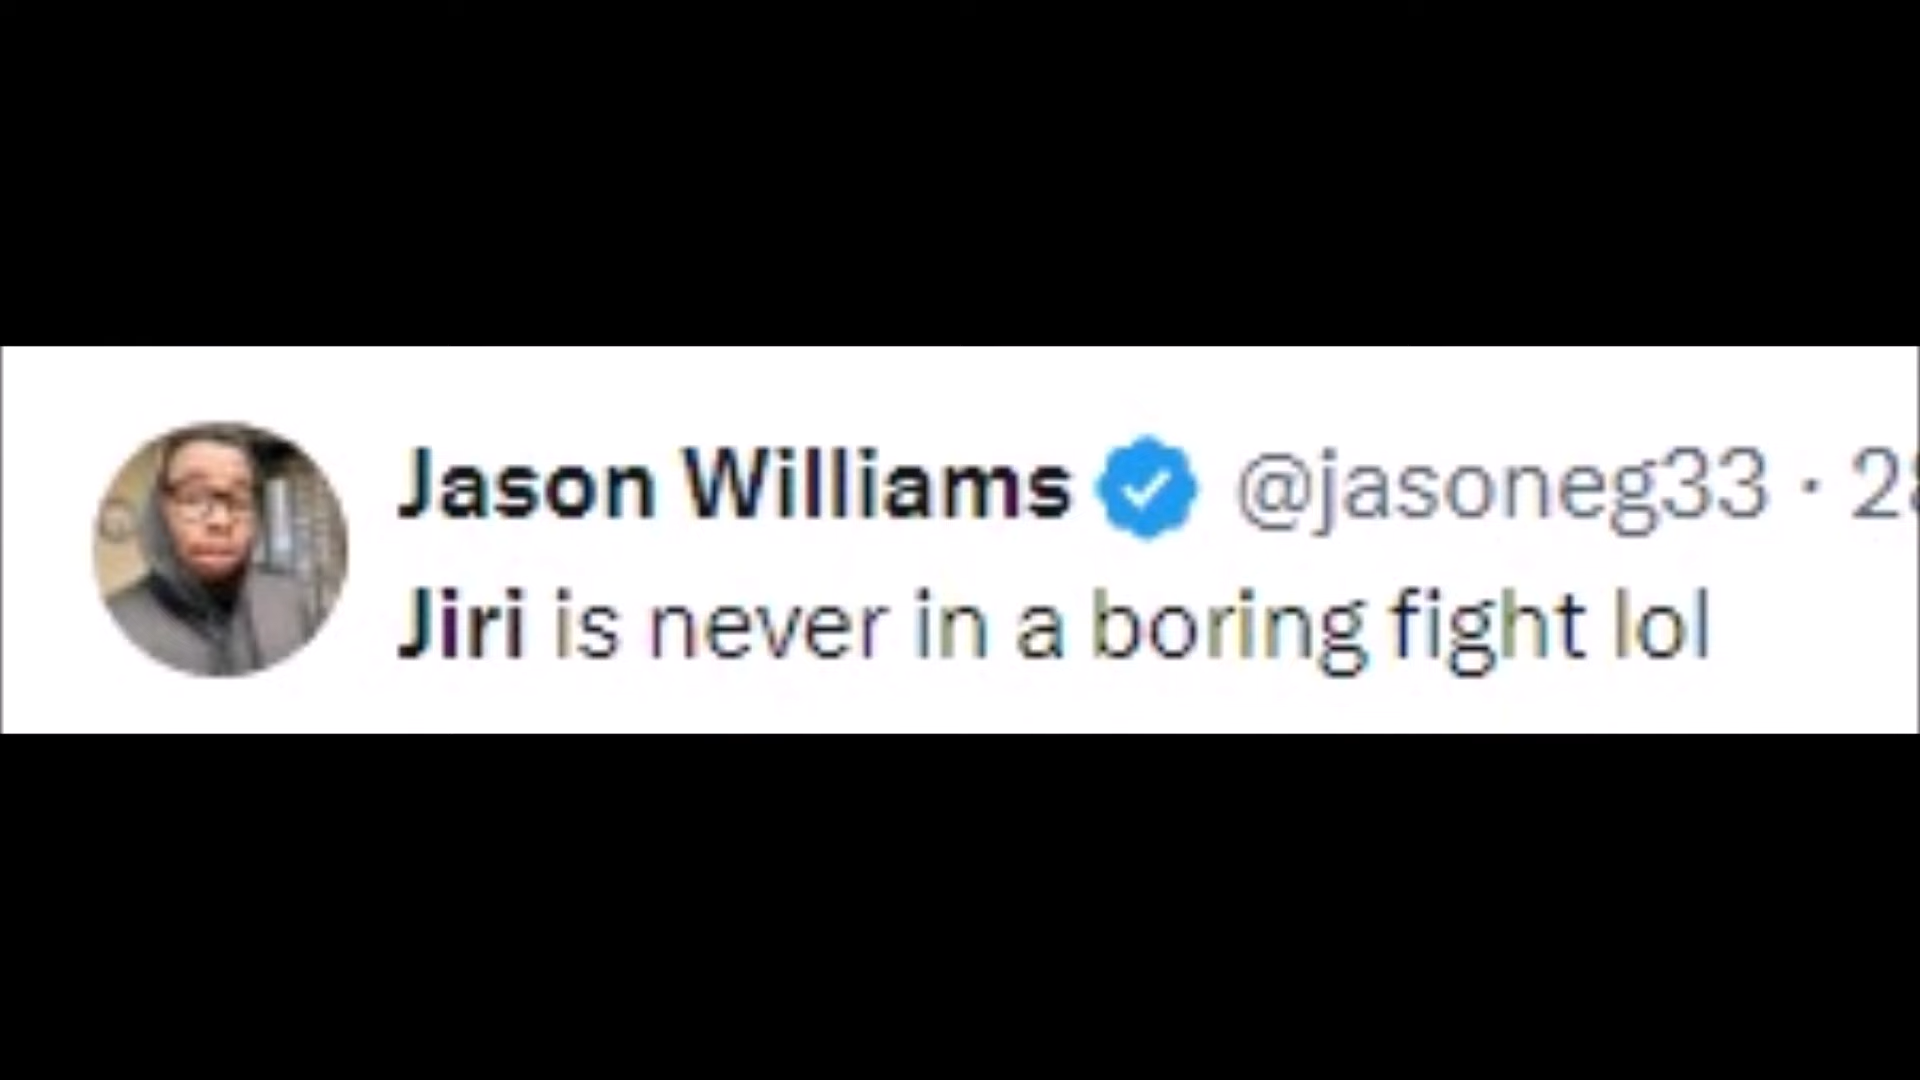 Jason Williams @jasoneg33 ·
Jiri is never in a boring fight lol